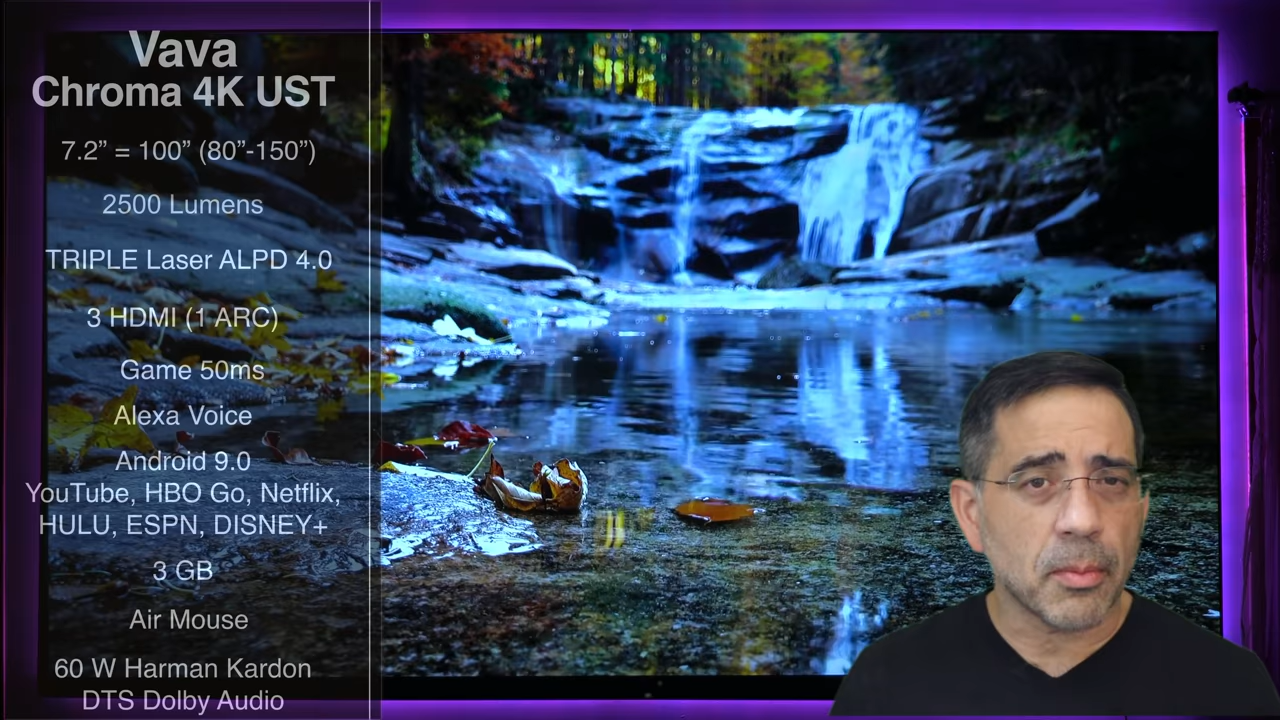 Vava
Chroma 4K UST
7.2” = 100” (80”-150”)
2500 Lumens
TRIPLE Laser ALPD 4.0
3 HDMI (1 ARC)
Game 50ms
Alexa Voice
Android 9.0
YouTube, HBO Go, Netflix,
HULU, ESPN, DISNEY+
3 GB
Air Mouse
60 W Harman Kardon
DTS Dolby Audio